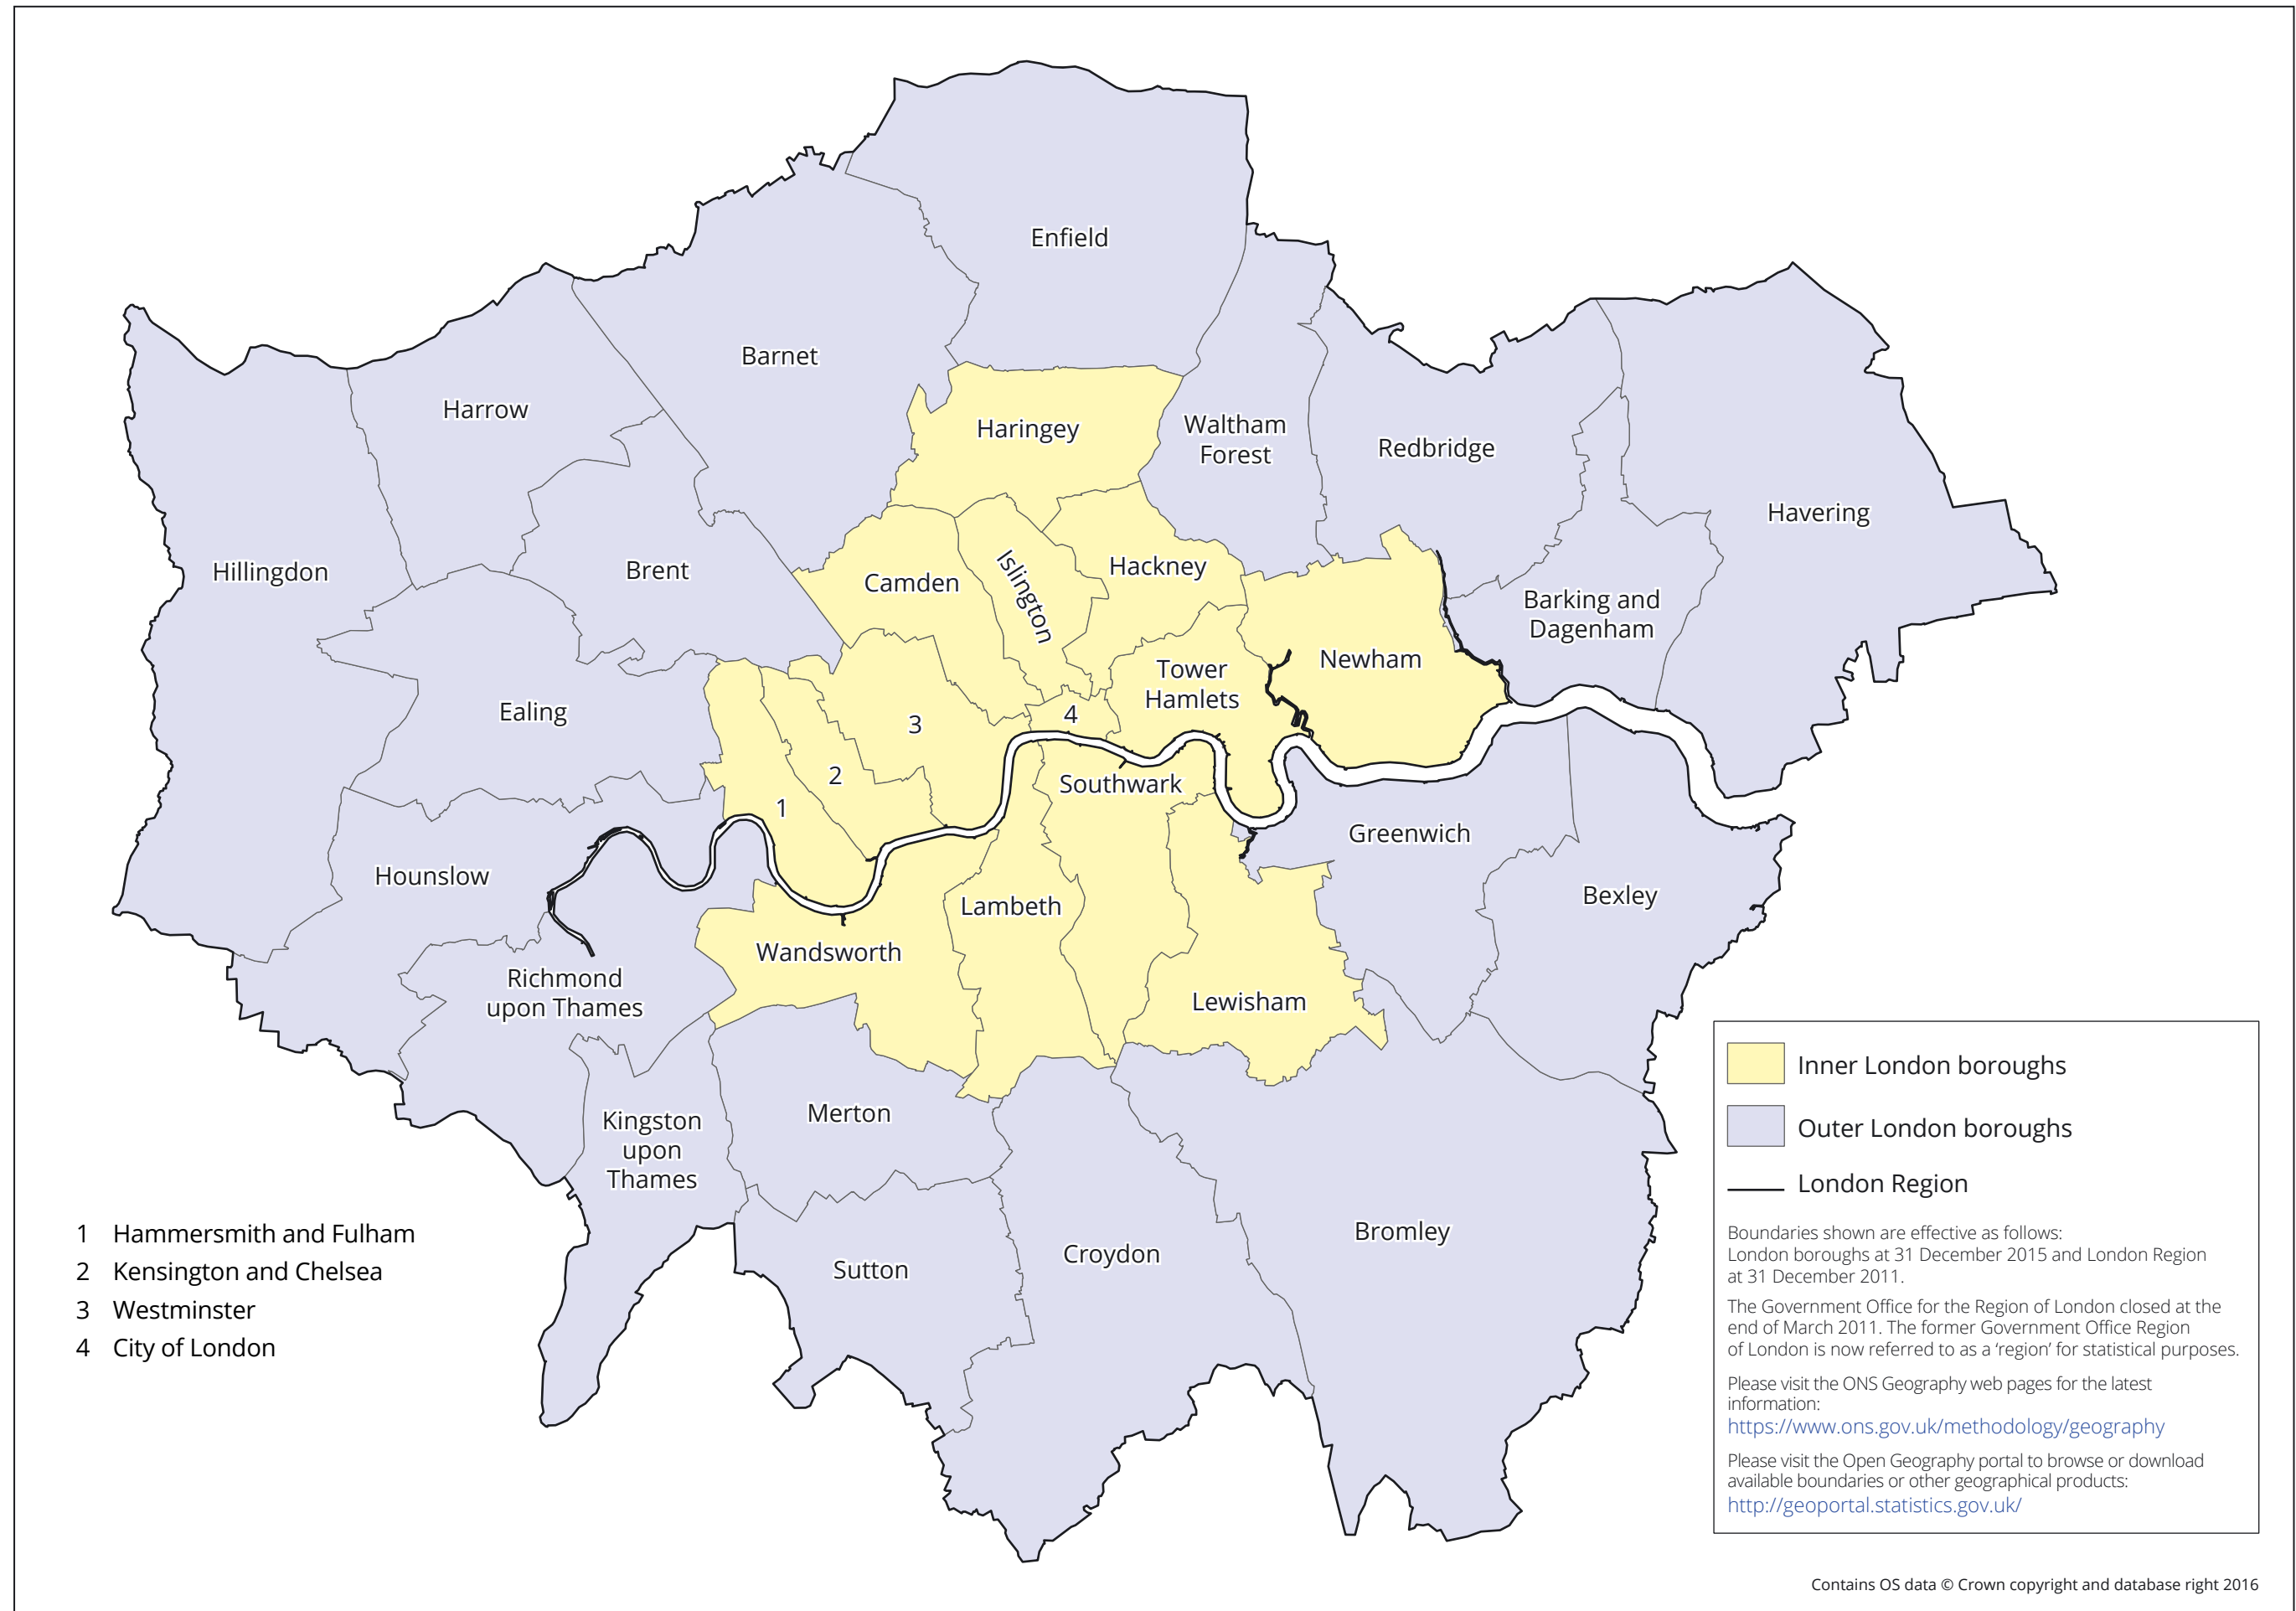 Enfield
Barnet
Harrow
Haringey
Waltham
Forest
Redbridge
Havering
Hillingdon
Brent
Camden
Islington
Hackney
Barking and
Dagenham
Newham
Tower
Hamlets
Ealing
3
4
2
1
Southwark
Greenwich
Hounslow
Bexley
Lambeth
Wandsworth
Richmond
upon Thames
Lewisham
Merton
Kingston
upon
Thames
Sutton
Croydon
Bromley
1 Hammersmith and Fulham
2 Kensington and Chelsea
3 Westminster
4 City of London
Inner London boroughs
Outer London boroughs
London Region
Boundaries shown are effective as follows:
London boroughs at 31 December 2015 and London Region
at 31 December 2011.
The Government Office for the Region of London closed at the
end of March 2011. The former Government Office Region
of London is now referred to as a ‘region’ for statistical purposes.
Please visit the ONS Geography web pages for the latest
information:
https://www.ons.gov.uk/methodology/geography
Please visit the Open Geography portal to browse or download
available boundaries or other geographical products:
http://geoportal.statistics.gov.uk/
Contains OS data © Crown copyright and database right 2016